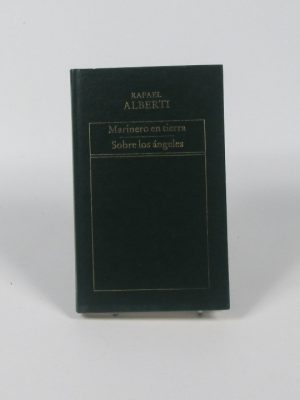 RAFAEL
ALBERTI
Marinero en tierra
Sobre los ángeles